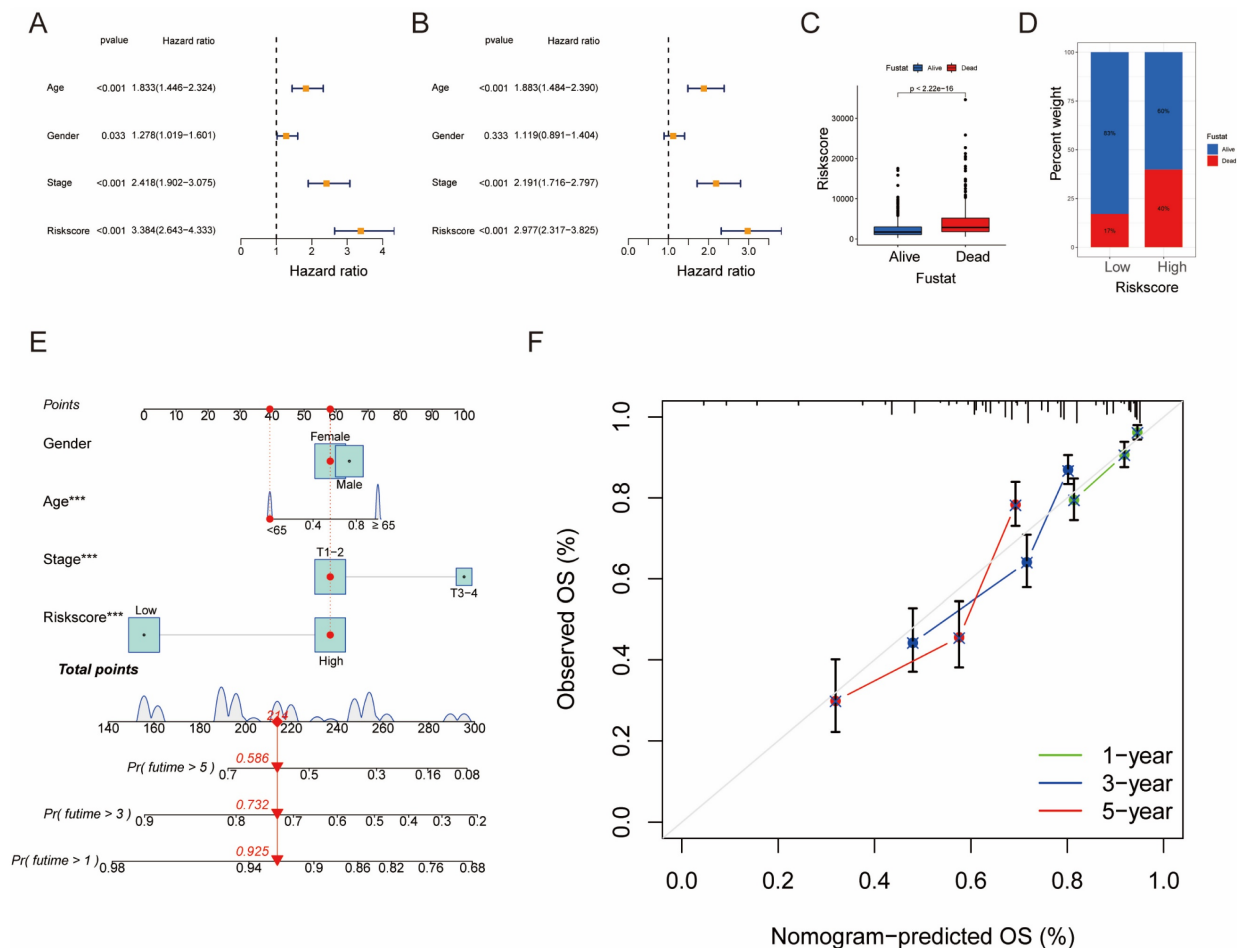 A
pvalue Hazard ratio
Age <0.001 1.833(1.446−2.324)
Gender 0.033 1.278(1.019−1.601)
Stage <0.001 2.418(1.902−3.075)
Riskscore <0.001 3.384(2.643−4.333)
0 1 2 3 4
Hazard ratio
B
pvalue Hazard ratio
Age <0.001 1.883(1.484−2.390)
Gender 0.333 1.119(0.891−1.404)
Stage <0.001 2.191(1.716−2.797)
Riskscore <0.001 2.977(2.317−3.825)
0.0 1.0 2.0 3.0
Hazard ratio
C
Fustat Alive Dead
p < 2.22e−16
Riskscore
30000
20000
10000
0
Alive Dead
Fustat
D
Percent weight
100
75
50
25
0
83%
17%
60%
40%
Low High
Riskscore
Fustat
Alive
Dead
E
Points
0 10 20 30 40 50 60 70 80 90 100
Gender
Female
Male
Age***
<65 0.4 0.8 ≥ 65
Stage***
T1−2
T3−4
Riskscore***
Low
High
Total points
214
140 160 180 200 220 240 260 280 300
0.586
Pr( futime > 5 )
0.7 0.5 0.3 0.16 0.08
0.732
Pr( futime > 3 )
0.9 0.8 0.7 0.6 0.5 0.4 0.3 0.2
0.925
Pr( futime > 1 )
0.98 0.94 0.9 0.86 0.82 0.76 0.68
F
Observed OS (%)
1.0
0.8
0.6
0.4
0.2
0.0
1−year
3−year
5−year
0.0 0.2 0.4 0.6 0.8 1.0
Nomogram−predicted OS (%)